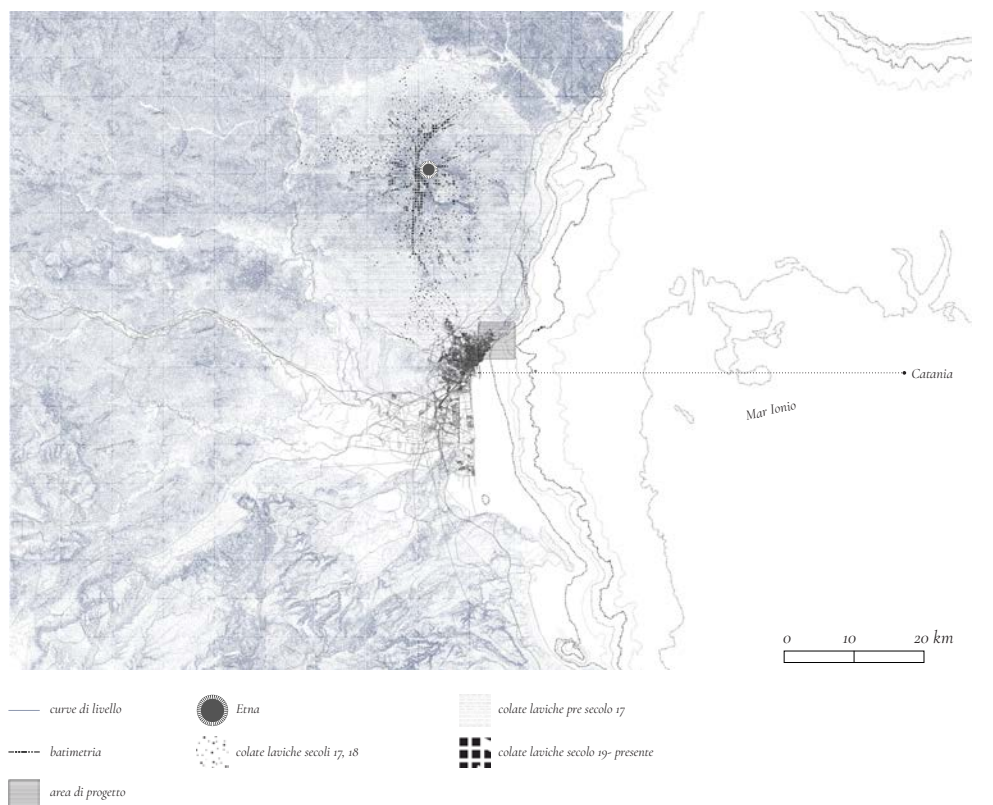 Catania
Mar Ionio
0 10 20 km
curve di livello
Etna
colate laviche pre secolo 17
batimetria
colate laviche secoli 17, 18
colate laviche secolo 19- presente
area di progetto